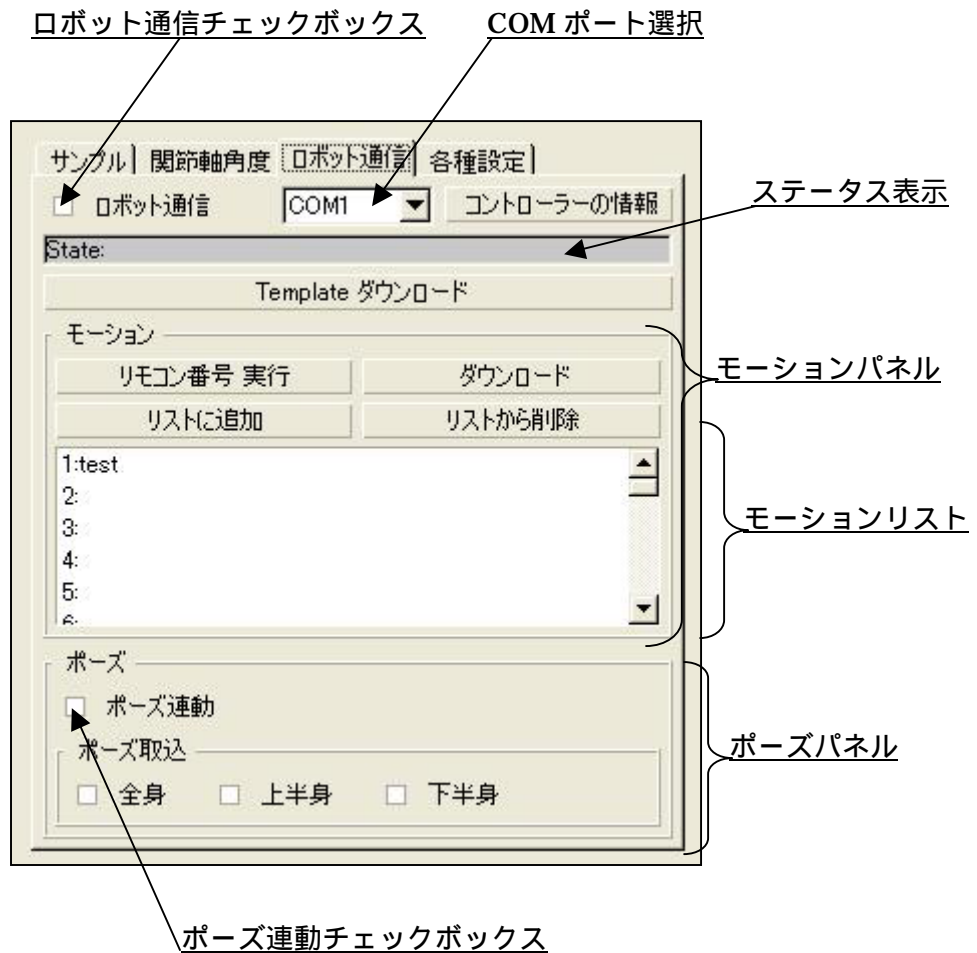 ロボット通信チェックボックス COM ポート選択
サンプル 関節軸角度 ロボット通信 各種設定
ロボット通信 COM1 コントローラーの情報
ステータス表示
State:
Template ダウンロード
モーション
リモコン番号 実行 ダウンロード
モーションパネル
リストに追加 リストから削除
1:test
2:
3:
モーションリスト
4:
5:
6:
ポーズ
ポーズ連動
ポーズ取込
ポーズパネル
全身 上半身 下半身
ポーズ連動チェックボックス